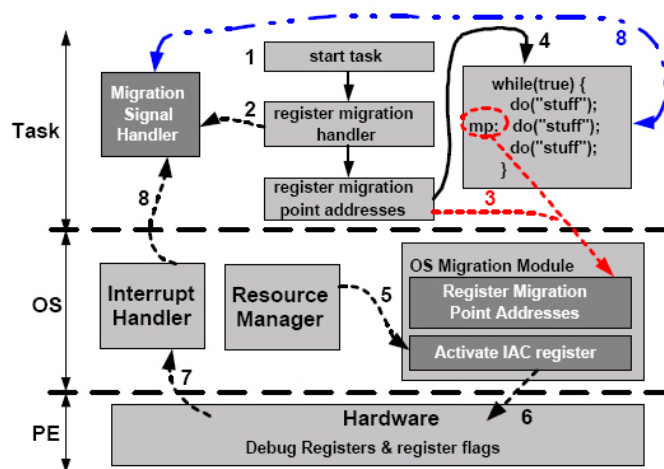 4
8
1
start task
while(true) {
do("stuff");
mp: do("stuff");
do("stuff");
}
Migration
Signal
Handler
2
register migration
handler
Task
register migration
point addresses
3
8
OS Migration Module
Register Migration
Point Addresses
Interrupt
Handler
Resource
Manager
5
OS
Activate IAC register
7
6
Hardware
PE
Debug Registers & register flags